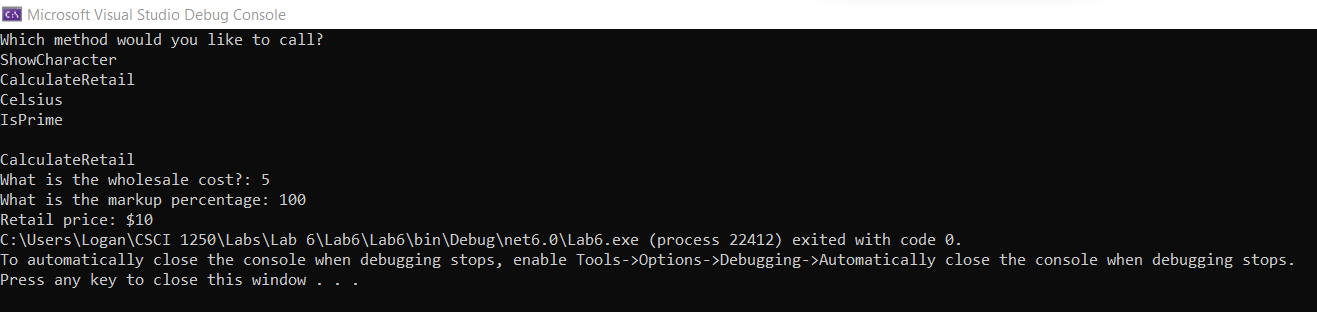 Microsoft Visual Studio Debug Console
Which method would you like to call?
ShowCharacter
CalculateRetail
Celsius
IsPrime
CalculateRetail
What is the wholesale cost?: 5
What is the markup percentage: 100
Retail price: $10
C:\Users\Logan\CSCI 1250\Labs\Lab 6\Lab6\Lab6\bin\Debug\net6.0\Lab6.exe (process 22412) exited with code 0.
To automatically close the console when debugging stops, enable Tools->Options->Debugging->Automatically close the console when debugging stops.
Press any key to close this window . . .